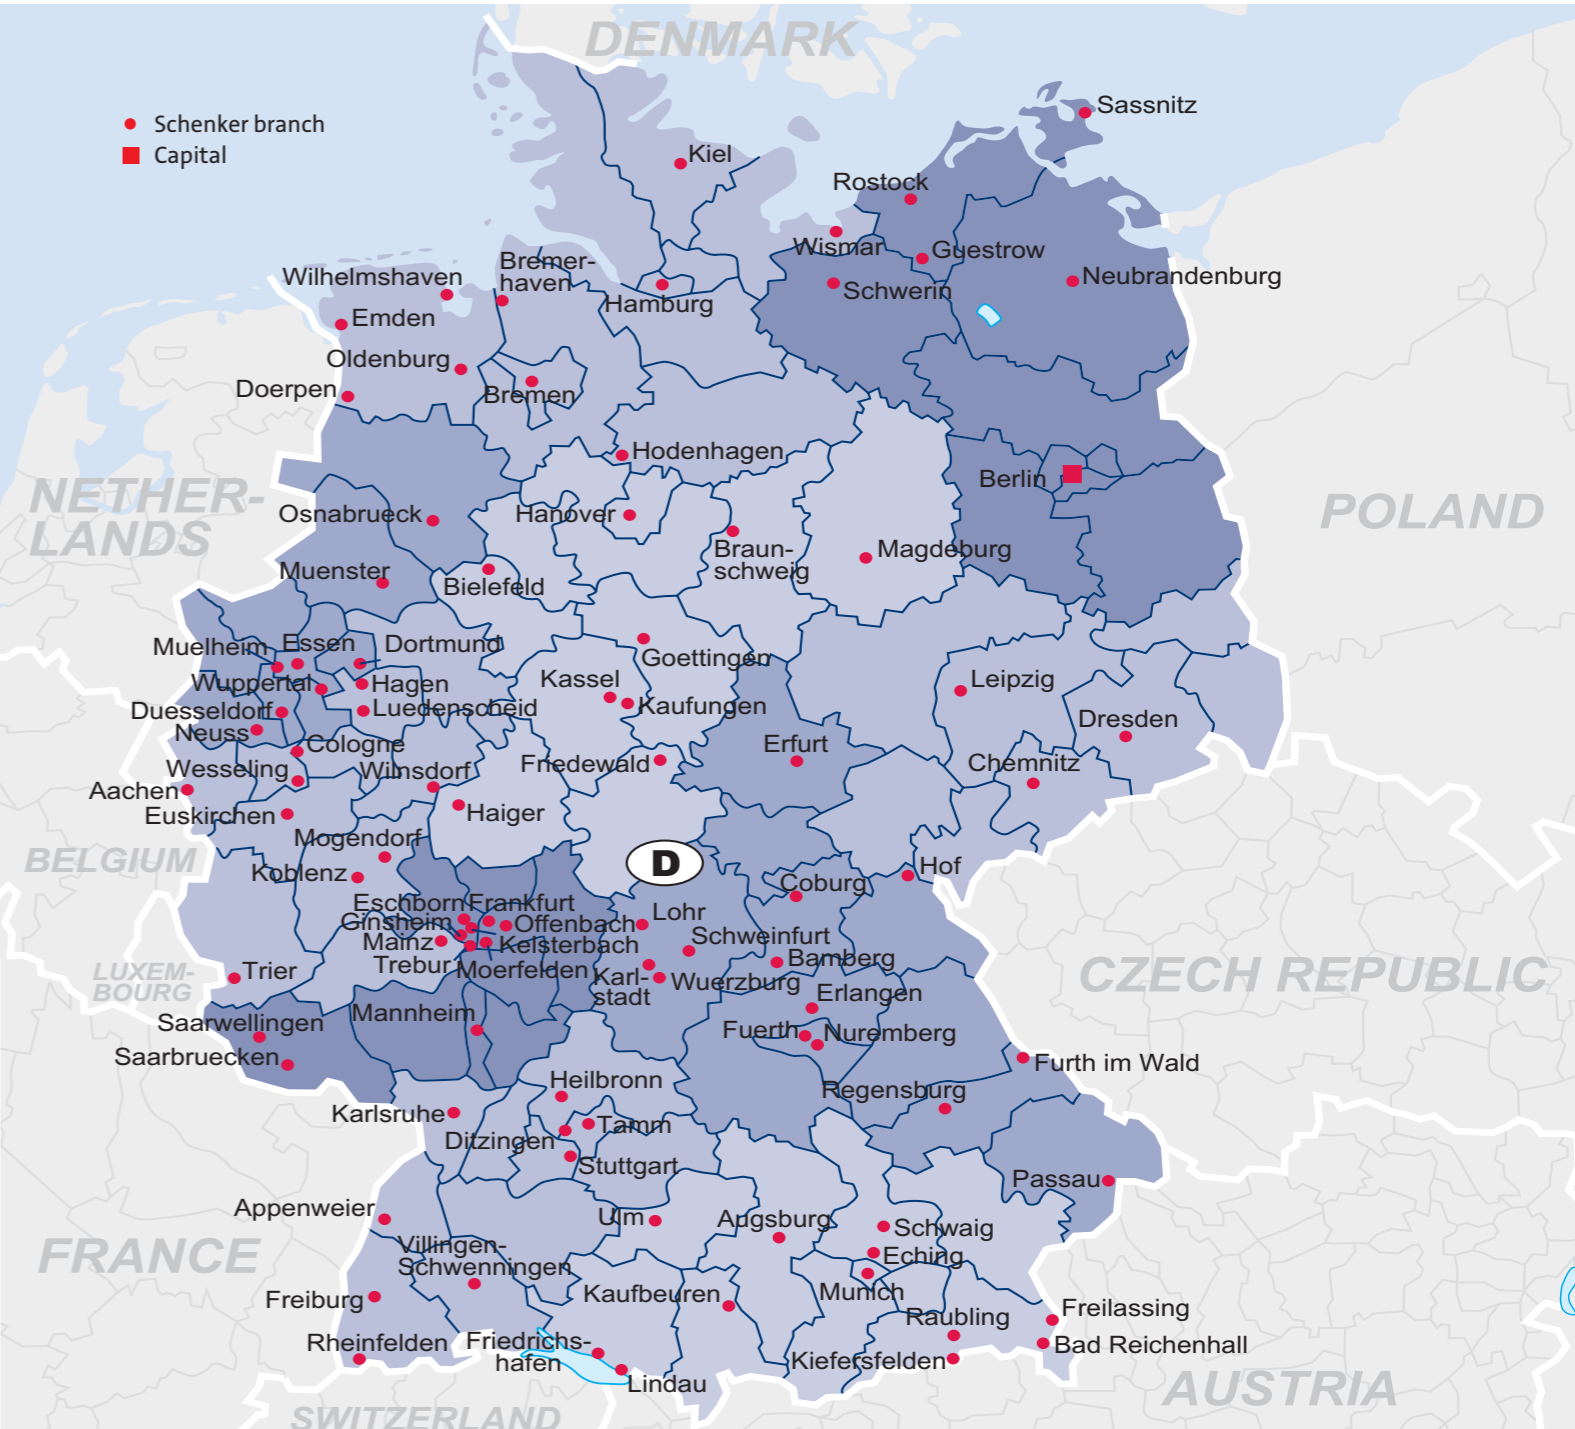 DENMARK
Schenker branch
Capital
Sassnitz
Kiel
Rostock
Wismar
Guestrow
Neubrandenburg
Schwerin
Wilhelmshaven
Bremer-
haven
Hamburg
Emden
Oldenburg
Doerpen
Bremen
Hodenhagen
Berlin
NETHER-
LANDS
POLAND
Osnabrueck
Hanover
Braun-
schweig
Magdeburg
Muenster
Bielefeld
Muelheim
Essen
Dortmund
Goettingen
Wuppertal
Hagen
Kassel
Kaufungen
Leipzig
Duesseldorf
Luedenscheid
Neuss
Dresden
Cologne
Erfurt
Wesseling
Wilnsdorf
Friedewald
Chemnitz
Aachen
Euskirchen
Haiger
Mogendorf
BELGIUM
Koblenz
D
Hof
Coburg
Eschborn
Frankfurt
Ginsheim
Offenbach
Lohr
Mainz
Kelsterbach
Schweinfurt
Trebur
Moerfelden
Bamberg
LUXEM-
BOURG
Trier
Karl-
stadt
Wuerzburg
CZECH REPUBLIC
Erlangen
Mannheim
Saarwellingen
Fuerth
Nuremberg
Saarbruecken
Furth im Wald
Heilbronn
Regensburg
Karlsruhe
Tamm
Ditzingen
Stuttgart
Passau
Appenweier
Ulm
Augsburg
Schwaig
FRANCE
Villingen-
Schwenningen
Eching
Kaufbeuren
Munich
Freiburg
Raubling
Freilassing
Rheinfelden
Friedrichs-
hafen
Bad Reichenhall
Kiefersfelden
Lindau
AUSTRIA
SWITZERLAND